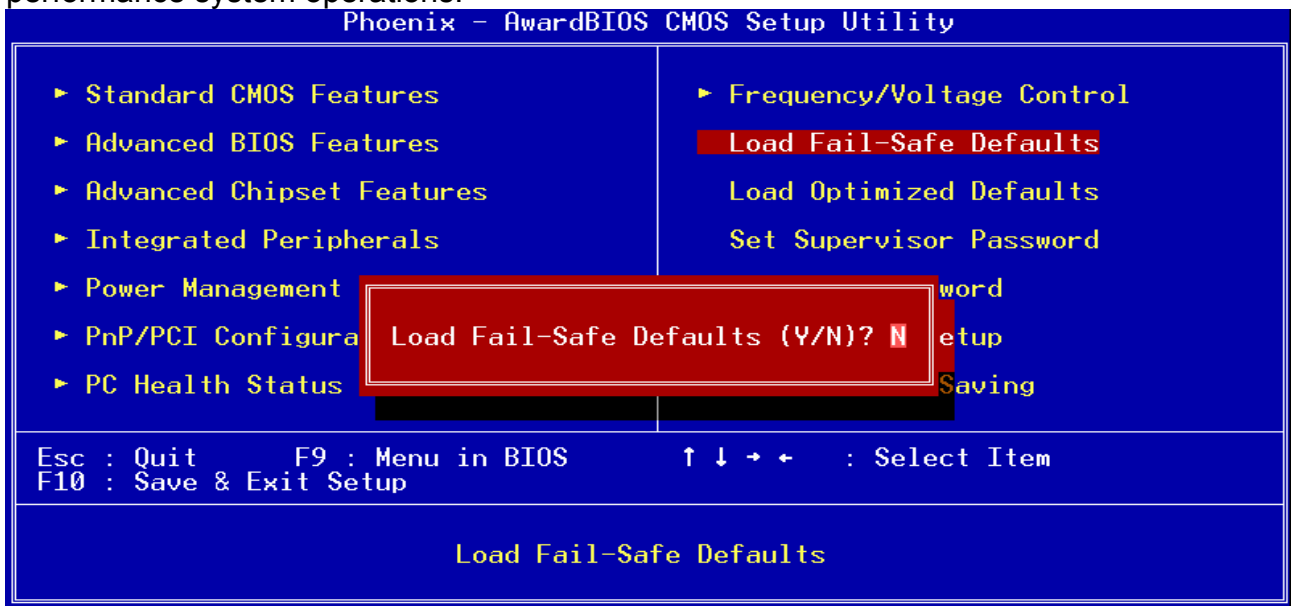 performance system operations.
Phoenix - AwardBIOS CMOS Setup Utility
► Standard CMOS Features
► Advanced BIOS Features
► Advanced Chipset Features
► Integrated Peripherals
► Power Management
► PnP/PCI Configura
► PC Health Status
► Frequency/Voltage Control
Load Fail-Safe Defaults
Load Optimized Defaults
Set Supervisor Password
word
etup
Saving
Load Fail-Safe Defaults (Y/N)? N
Esc : Quit F9 : Menu in BIOS ↑ ↓ → ← : Select Item
F10 : Save & Exit Setup
Load Fail-Safe Defaults